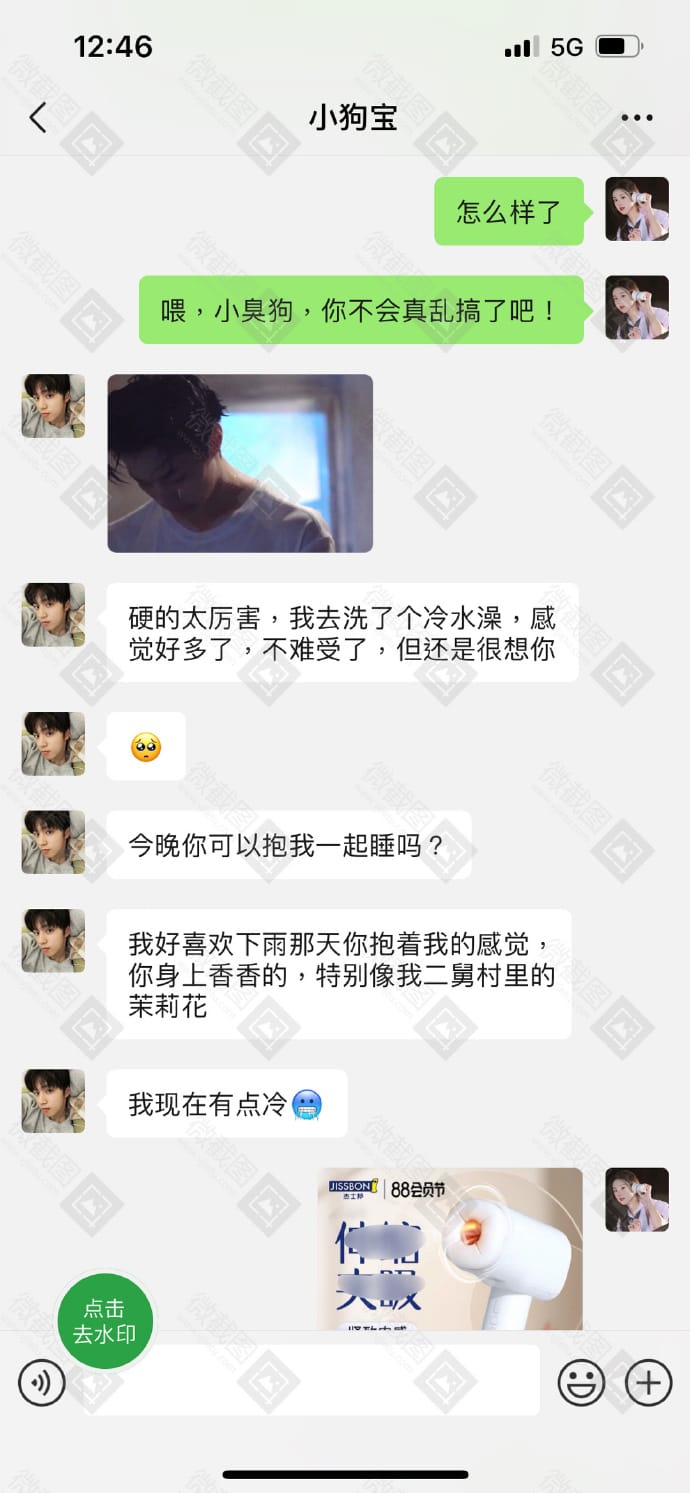 12:46
5G
小狗宝
怎么样了
喂，小臭狗，你不会真乱搞了吧！
硬的太厉害，我去洗了个冷水澡，感
觉好多了，不难受了，但还是很想你
🥺
今晚你可以抱我一起睡吗？
我好喜欢下雨那天你抱着我的感觉，
你身上香香的，特别像我二舅村里的
茉莉花
我现在有点冷🥶
JISSBON
杰士邦
88会员节
点击
去水印
微截图